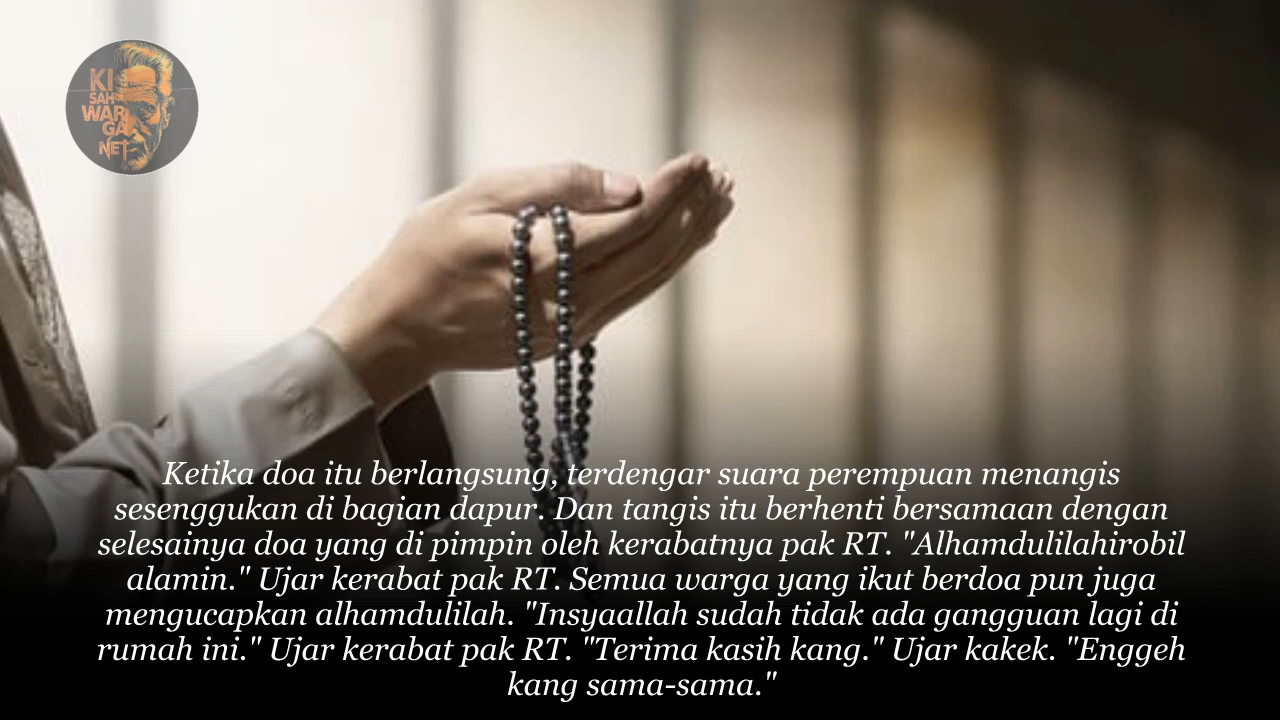 KI
SAH
WAR
GA
NET
Ketika doa itu berlangsung, terdengar suara perempuan menangis
sesenggukan di bagian dapur. Dan tangis itu berhenti bersamaan dengan
selesainya doa yang di pimpin oleh kerabatnya pak RT. "Alhamdulilahirobil
alamin." Ujar kerabat pak RT. Semua warga yang ikut berdoa pun juga
mengucapkan alhamdulilah. "Insyaallah sudah tidak ada gangguan lagi di
rumah ini." Ujar kerabat pak RT. "Terima kasih kang." Ujar kakek. "Enggeh
kang sama-sama."